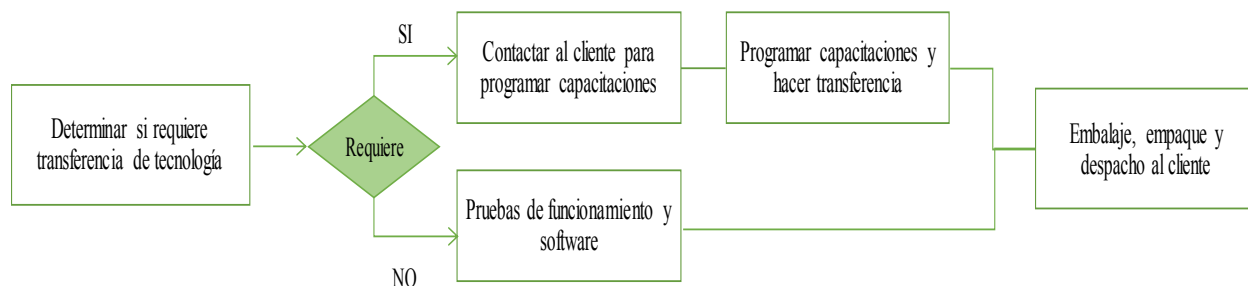 Determinar si requiere
transferencia de tecnología
Requiere
SI
Contactar al cliente para
programar capacitaciones
Programar capacitaciones y
hacer transferencia
NO
Pruebas de funcionamiento y
software
Embalaje, empaque y
despacho al cliente